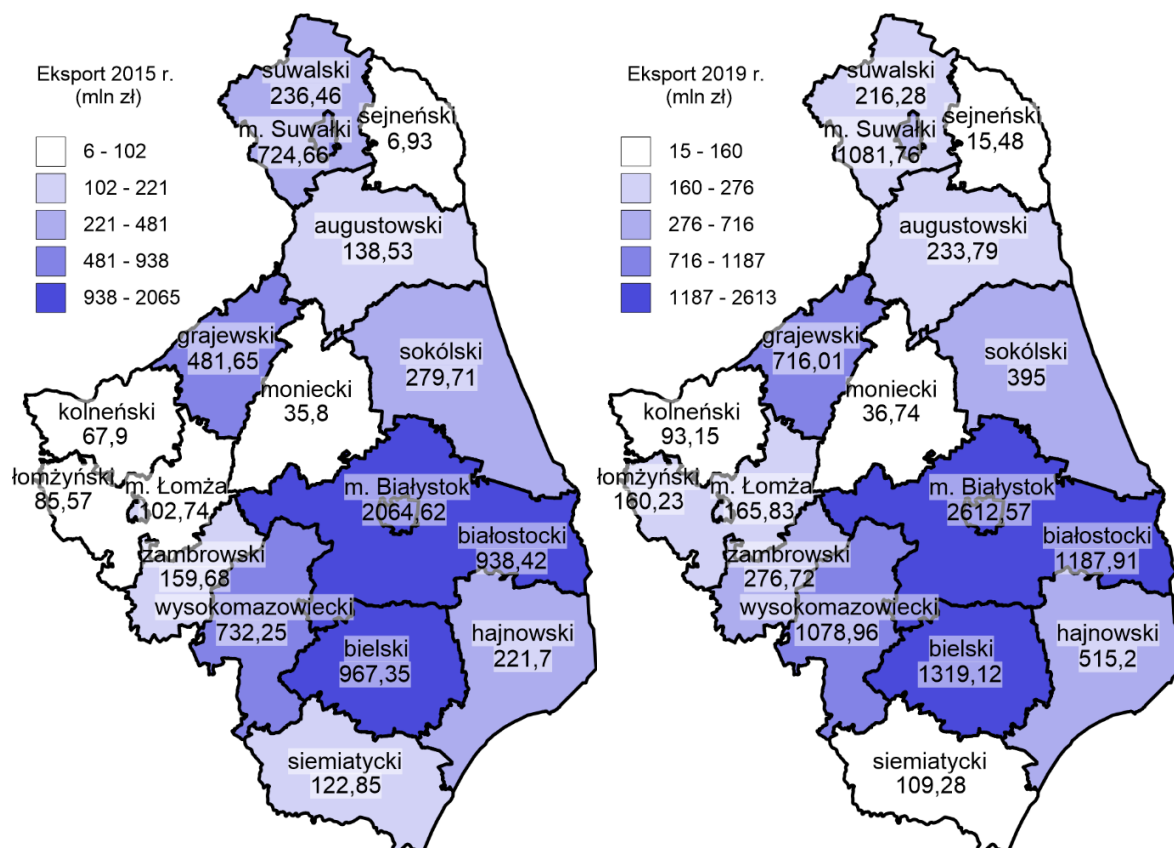 Eksport 2015 r.
(mln zł)
6 - 102
102 - 221
221 - 481
481 - 938
938 - 2065
suwalski
236,46
sejneński
6,93
m. Suwałki
724,66
augustowski
138,53
grajewski
481,65
sokólski
279,71
moniecki
35,8
kolneński
67,9
łomżyński
85,57
m. Łomża
102,74
m. Białystok
2064,62
białostocki
938,42
zambrowski
159,68
wysokomazowiecki
732,25
bielski
967,35
hajnowski
221,7
siemiatycki
122,85
Eksport 2019 r.
(mln zł)
15 - 160
160 - 276
276 - 716
716 - 1187
1187 - 2613
suwalski
216,28
sejneński
15,48
m. Suwałki
1081,76
augustowski
233,79
grajewski
716,01
sokólski
395
moniecki
36,74
kolneński
93,15
łomżyński
160,23
m. Łomża
165,83
m. Białystok
2612,57
białostocki
1187,91
zambrowski
276,72
wysokomazowiecki
1078,96
bielski
1319,12
hajnowski
515,2
siemiatycki
109,28